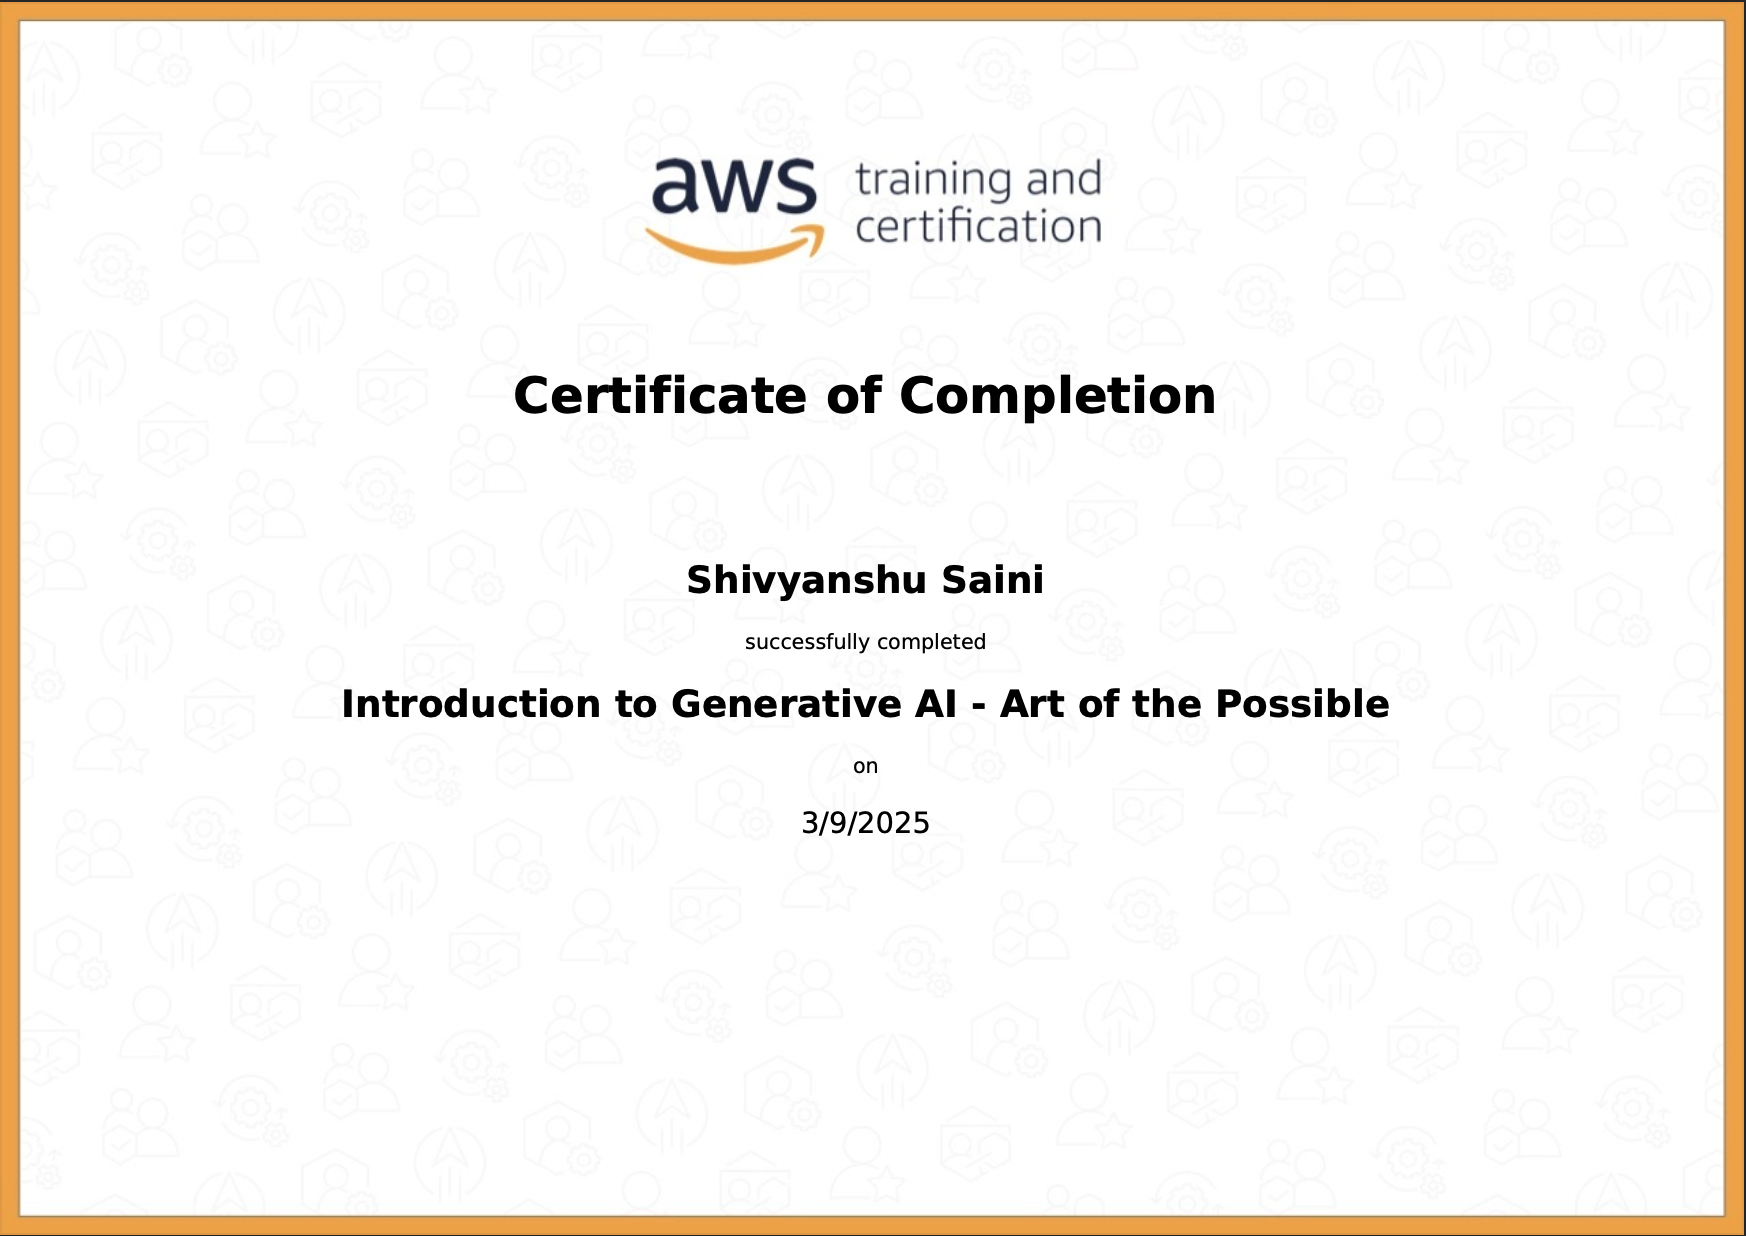 aws training and
certification
Certificate of Completion
Shivyanshu Saini
successfully completed
Introduction to Generative AI - Art of the Possible
on
3/9/2025